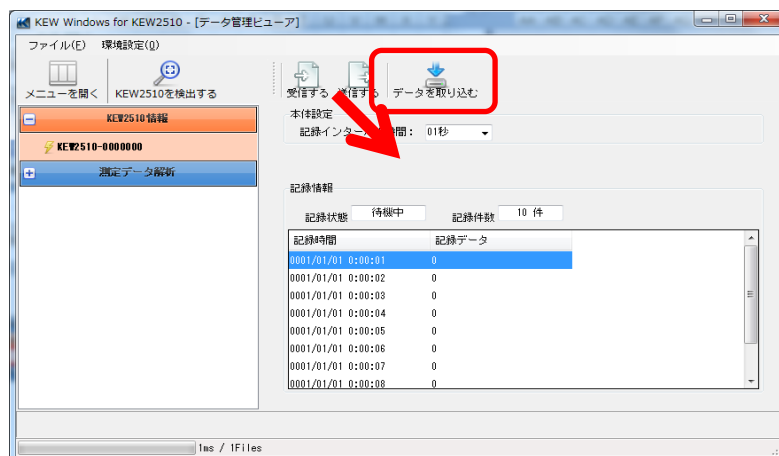 KEW Windows for KEW2510 - [データ管理ビューア]
ファイル(F) 環境設定(O)
メニューを開く KEW2510を検出する 受信する 送信する データを取り込む
KEW2510情報
KEW2510-0000000
測定データ解析
本体設定
記録インター 間: 01秒
記録情報
記録状態 待機中 記録件数 10 件
記録時間 記録データ
0001/01/01 0:00:01 0
0001/01/01 0:00:02 0
0001/01/01 0:00:03 0
0001/01/01 0:00:04 0
0001/01/01 0:00:05 0
0001/01/01 0:00:06 0
0001/01/01 0:00:07 0
0001/01/01 0:00:08 0
1ms / 1Files